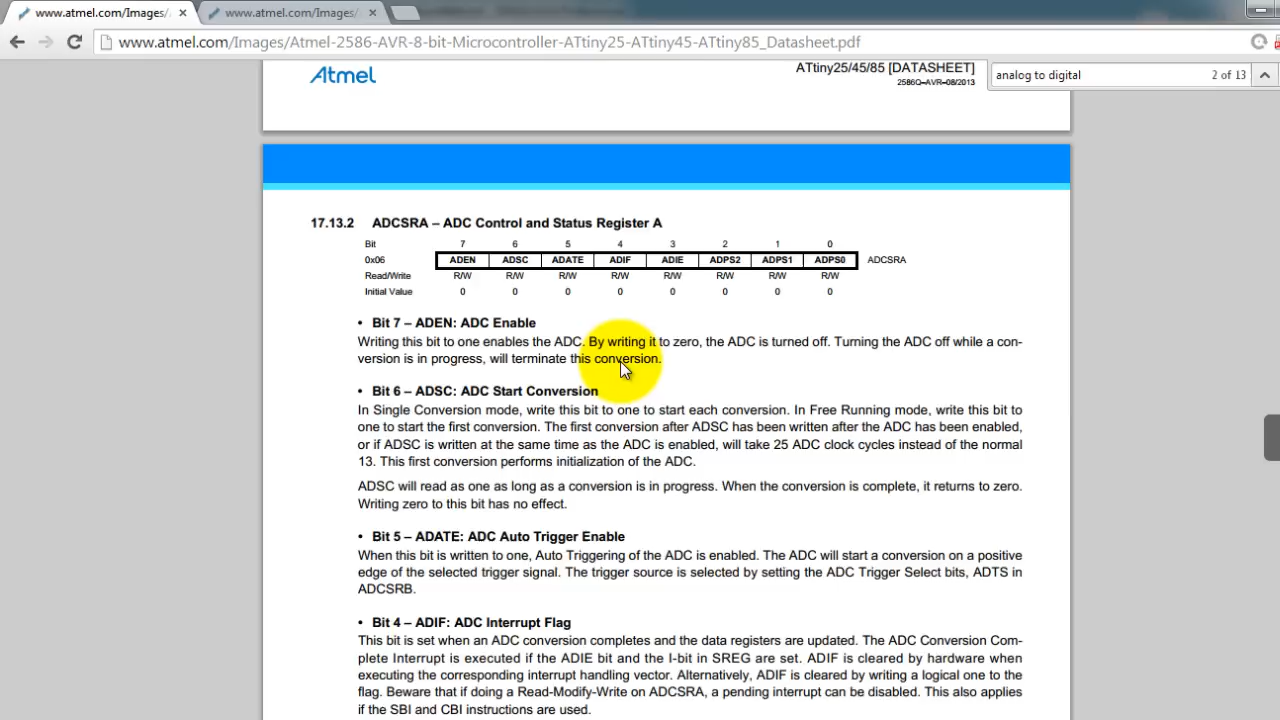 www.atmel.com/Images/ www.atmel.com/Images/
www.atmel.com/Images/Atmel-2586-AVR-8-bit-Microcontroller-ATtiny25-ATtiny45-ATtiny85_Datasheet.pdf
analog to digital 2 of 13
Atmel
ATtiny25/45/85 [DATASHEET]
2586Q–AVR–08/2013
17.13.2 ADCSRA – ADC Control and Status Register A
Bit 7 6 5 4 3 2 1 0
0x06 ADEN ADSC ADATE ADIF ADIE ADPS2 ADPS1 ADPS0 ADCSRA
Read/Write R/W R/W R/W R/W R/W R/W R/W R/W
Initial Value 0 0 0 0 0 0 0 0
• Bit 7 – ADEN: ADC Enable
Writing this bit to one enables the ADC. By writing it to zero, the ADC is turned off. Turning the ADC off while a con-
version is in progress, will terminate this conversion.
• Bit 6 – ADSC: ADC Start Conversion
In Single Conversion mode, write this bit to one to start each conversion. In Free Running mode, write this bit to
one to start the first conversion. The first conversion after ADSC has been written after the ADC has been enabled,
or if ADSC is written at the same time as the ADC is enabled, will take 25 ADC clock cycles instead of the normal
13. This first conversion performs initialization of the ADC.
ADSC will read as one as long as a conversion is in progress. When the conversion is complete, it returns to zero.
Writing zero to this bit has no effect.
• Bit 5 – ADATE: ADC Auto Trigger Enable
When this bit is written to one, Auto Triggering of the ADC is enabled. The ADC will start a conversion on a positive
edge of the selected trigger signal. The trigger source is selected by setting the ADC Trigger Select bits, ADTS in
ADCSRB.
• Bit 4 – ADIF: ADC Interrupt Flag
This bit is set when an ADC conversion completes and the data registers are updated. The ADC Conversion Com-
plete Interrupt is executed if the ADIE bit and the I-bit in SREG are set. ADIF is cleared by hardware when
executing the corresponding interrupt handling vector. Alternatively, ADIF is cleared by writing a logical one to the
flag. Beware that if doing a Read-Modify-Write on ADCSRA, a pending interrupt can be disabled. This also applies
if the SBI and CBI instructions are used.